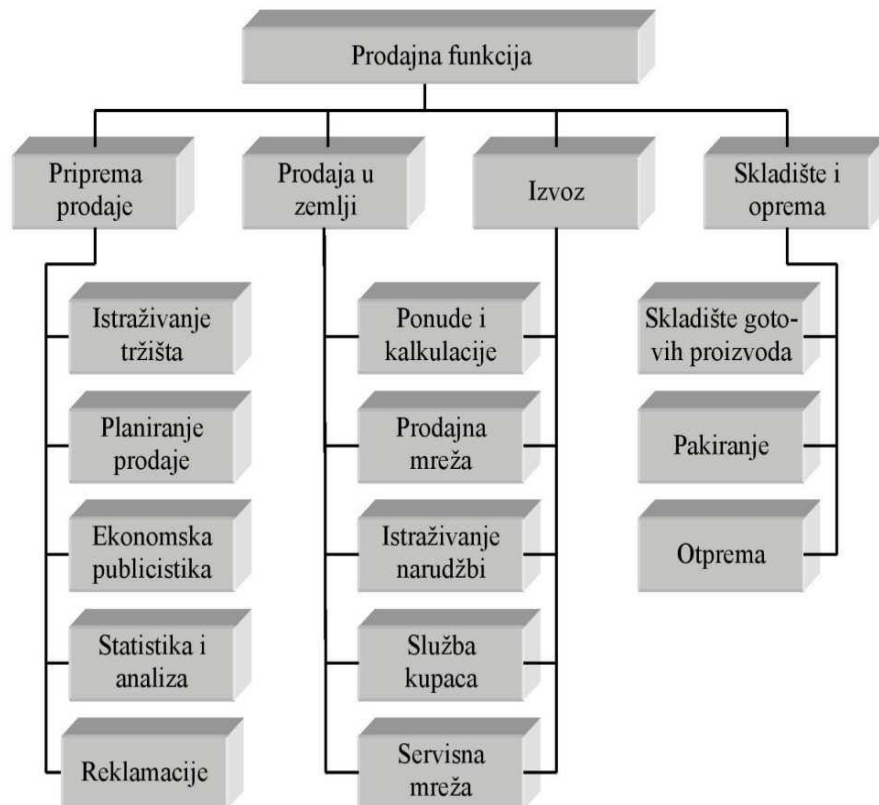 Prodajna funkcija
Priprema
prodaje
Prodaja u
zemlji
Izvoz
Skladište i
oprema
Istraživanje
tržišta
Planiranje
prodaje
Ekonomska
publicistika
Statistika i
analiza
Reklamacije
Ponude i
kalkulacije
Prodajna
mreža
Istraživanje
narudžbi
Služba
kupaca
Servisna
mreža
Skladište goto-
vih proizvoda
Pakiranje
Otprema